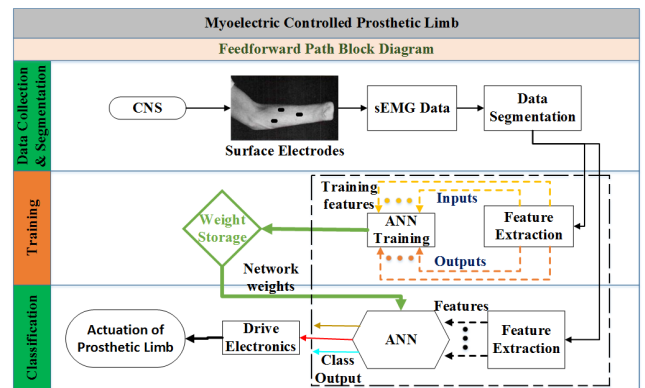 Myoelectric Controlled Prosthetic Limb
Feedforward Path Block Diagram
Data Collection
& Segmentation
CNS
Surface Electrodes
sEMG Data
Data
Segmentation
Training
Weight
Storage
Training
features
Inputs
ANN
Training
Feature
Extraction
Outputs
Network
weights
Classification
Actuation of
Prosthetic Limb
Drive
Electronics
Class
Output
ANN
Features
Feature
Extraction